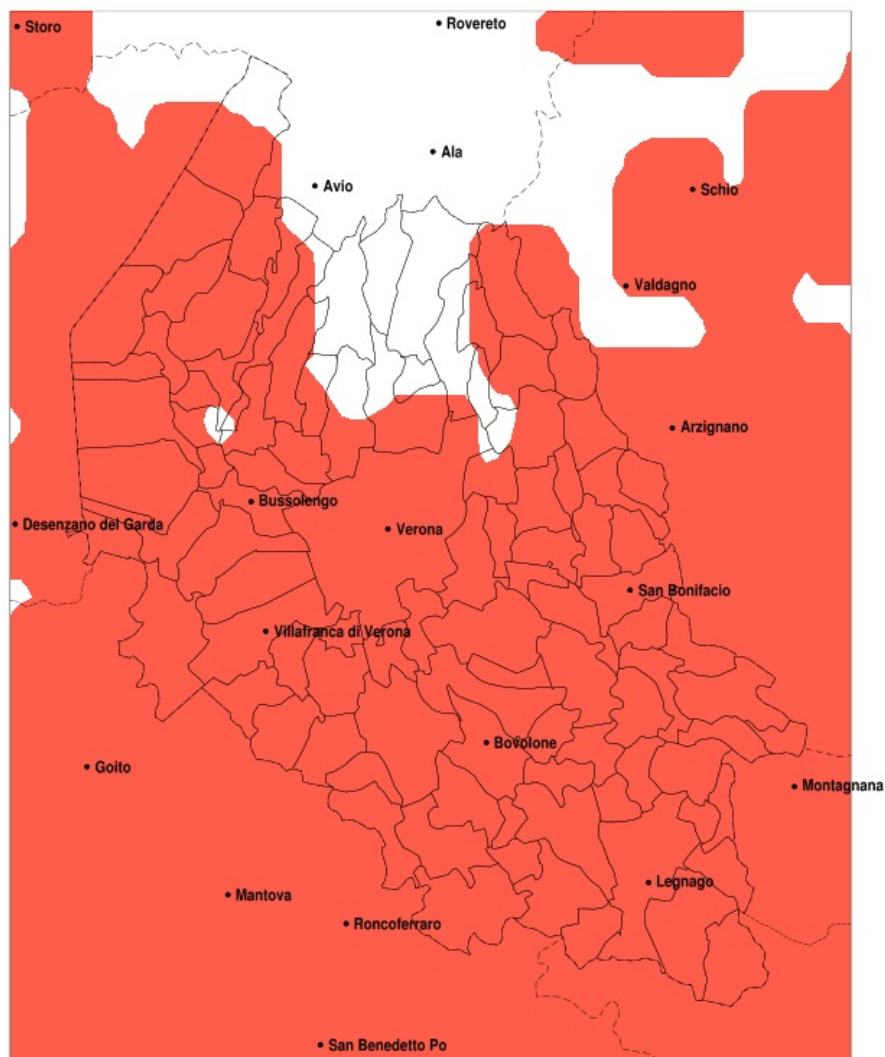 Storo
Rovereto
Ala
Avio
Schio
Valdagno
Arzignano
Bussolengo
Desenzano del Garda
Verona
San Bonifacio
Villafranca di Verona
Bovolone
Goito
Montagnana
Legnago
Mantova
Roncoferraro
San Benedetto Po